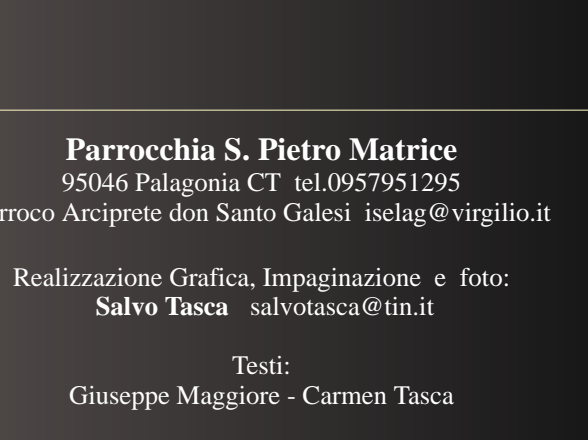 Parrocchia S. Pietro Matrice
95046 Palagonia CT tel.0957951295
Arciprete don Santo Galesi iselag@virgilio.it
Realizzazione Grafica, Impaginazione e foto:
Salvo Tasca salvotasca@tin.it
Testi:
Giuseppe Maggiore - Carmen Tasca